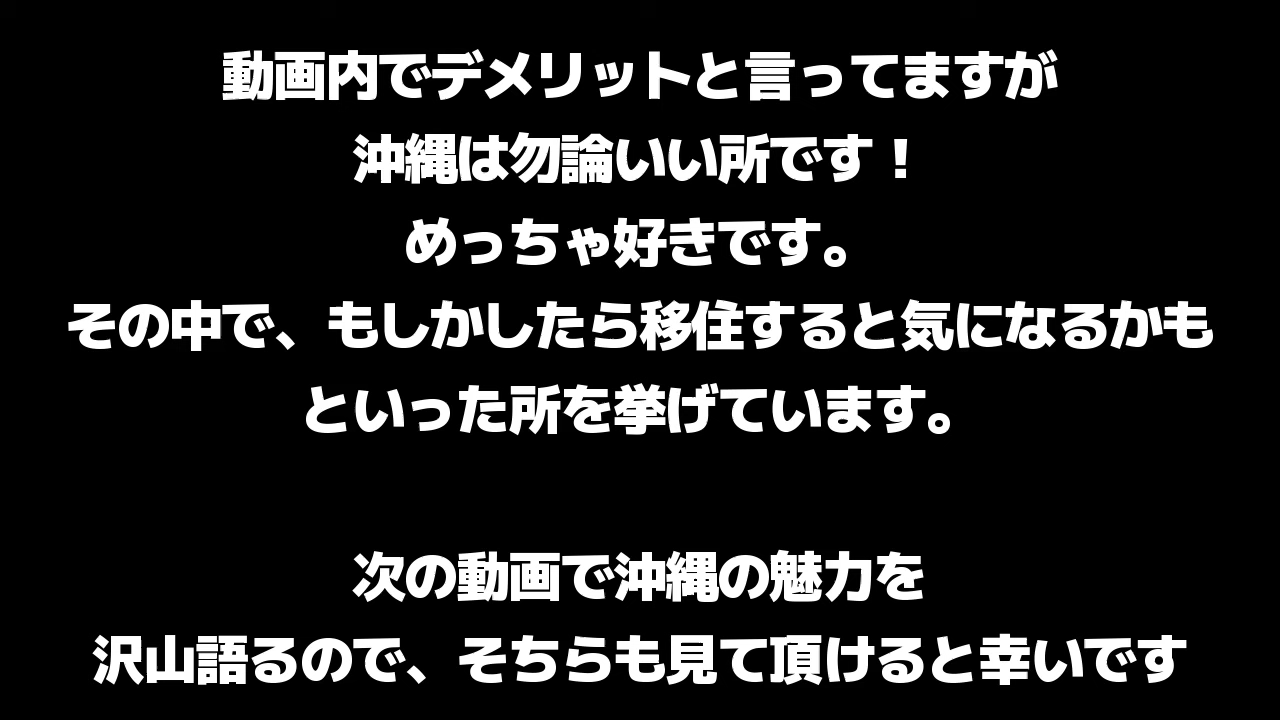 動画内でデメリットと言ってますが
沖縄は勿論いい所です！
めっちゃ好きです。
その中で、もしかしたら移住すると気になるかも
といった所を挙げています。
次の動画で沖縄の魅力を
沢山語るので、そちらも見て頂けると幸いです